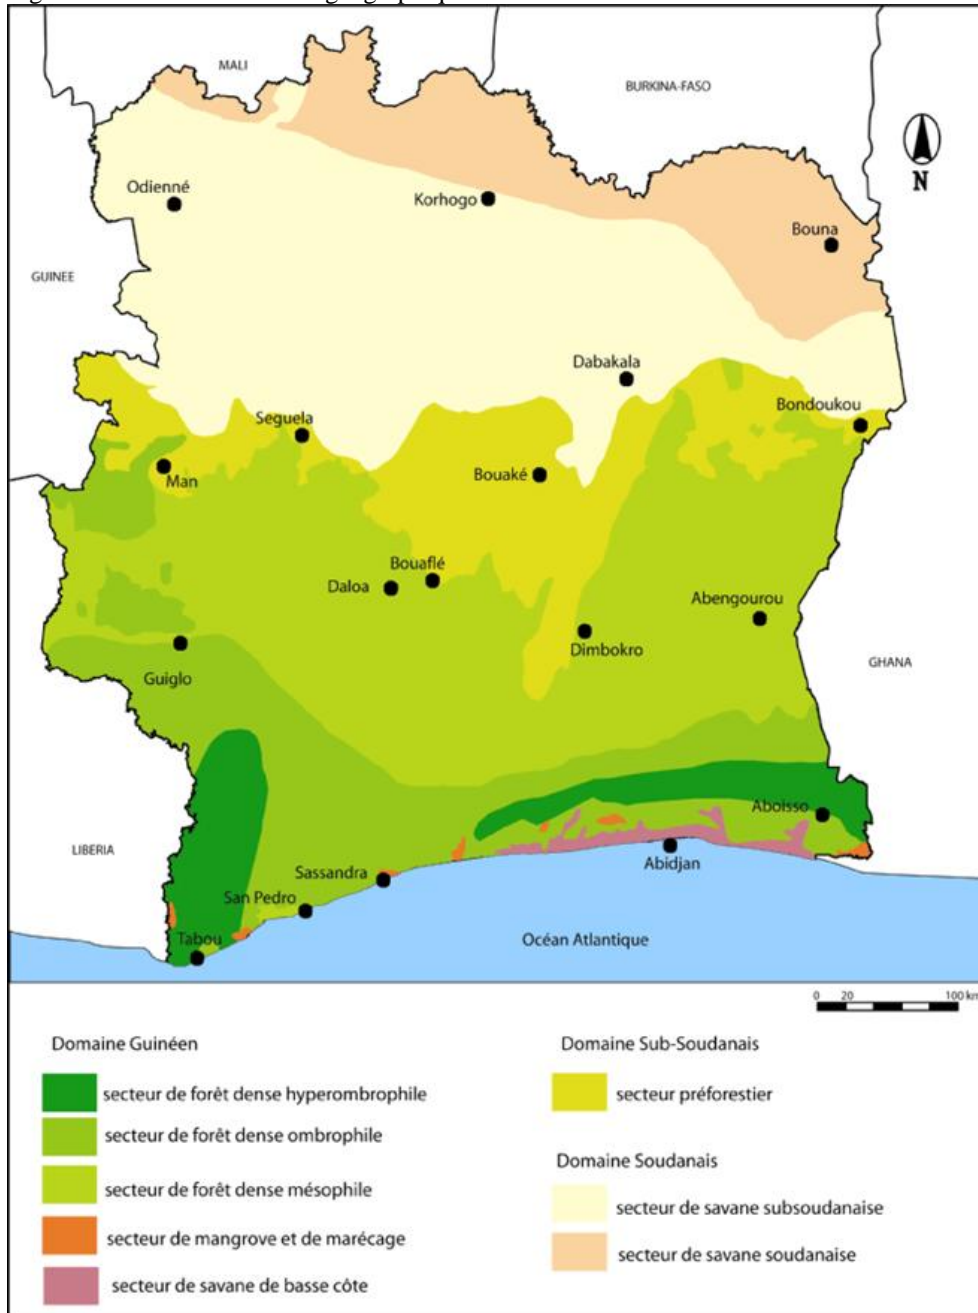 MALI
BURKINA-FASO
N
Odienné
Korhogo
Bouna
GUINEE
Dabakala
Bondoukou
Seguela
Man
Bouaké
Bouaflé
Daloa
Abengourou
Dimbokro
GHANA
Guiglo
Aboisso
LIBERIA
Abidjan
Sassandra
San Pedro
Tabou
Océan Atlantique
0 20 100 km
Domaine Guinéen
secteur de forêt dense hyperombrophile
secteur de forêt dense ombrophile
secteur de forêt dense mésophile
secteur de mangrove et de marécage
secteur de savane de basse côte
Domaine Sub-Soudanais
secteur préforestier
Domaine Soudanais
secteur de savane subsoudanaise
secteur de savane soudanaise